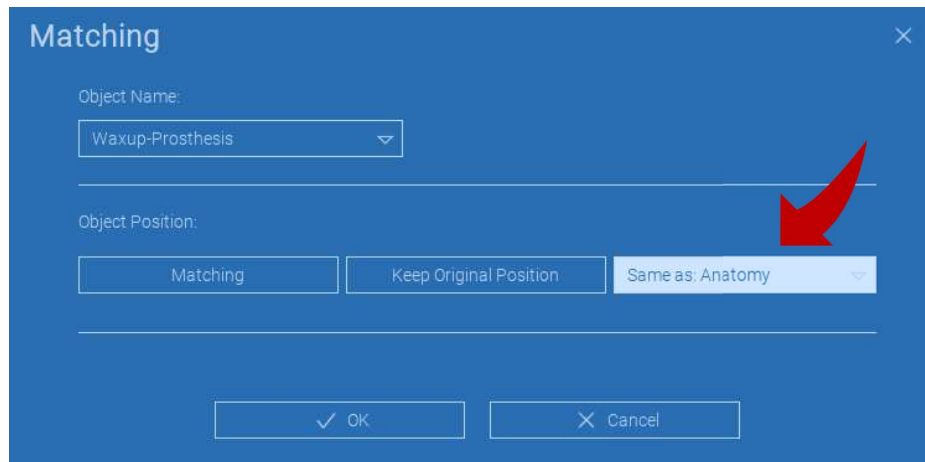 Matching
Object Name:
Waxup-Prosthesis
Object Position:
Matching
Keep Original Position
Same as: Anatomy
OK
Cancel